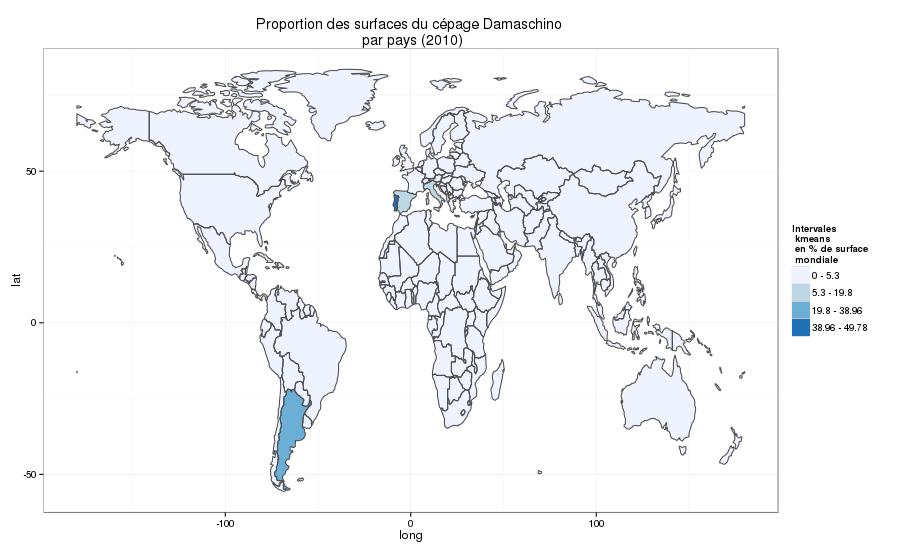 Proportion des surfaces du cépage Damaschino
par pays (2010)
50
0
-50
lat
-100
0
100
long
Intervales
kmeans
en % de surface
mondiale
0 - 5.3
5.3 - 19.8
19.8 - 38.96
38.96 - 49.78